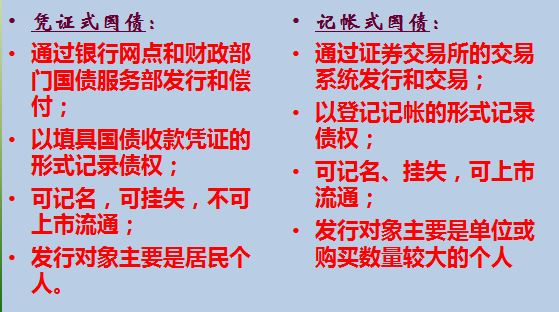 凭证式国债：
通过银行网点和财政部
门国债服务部发行和偿
付；
以填具国债收款凭证的
形式记录债权；
可记名，可挂失，不可
上市流通；
发行对象主要是居民个
人。
记帐式国债：
通过证券交易所的交易
系统发行和交易；
以登记记帐的形式记录
债权；
可记名、挂失，可上市
流通；
发行对象主要是单位或
购买数量较大的个人